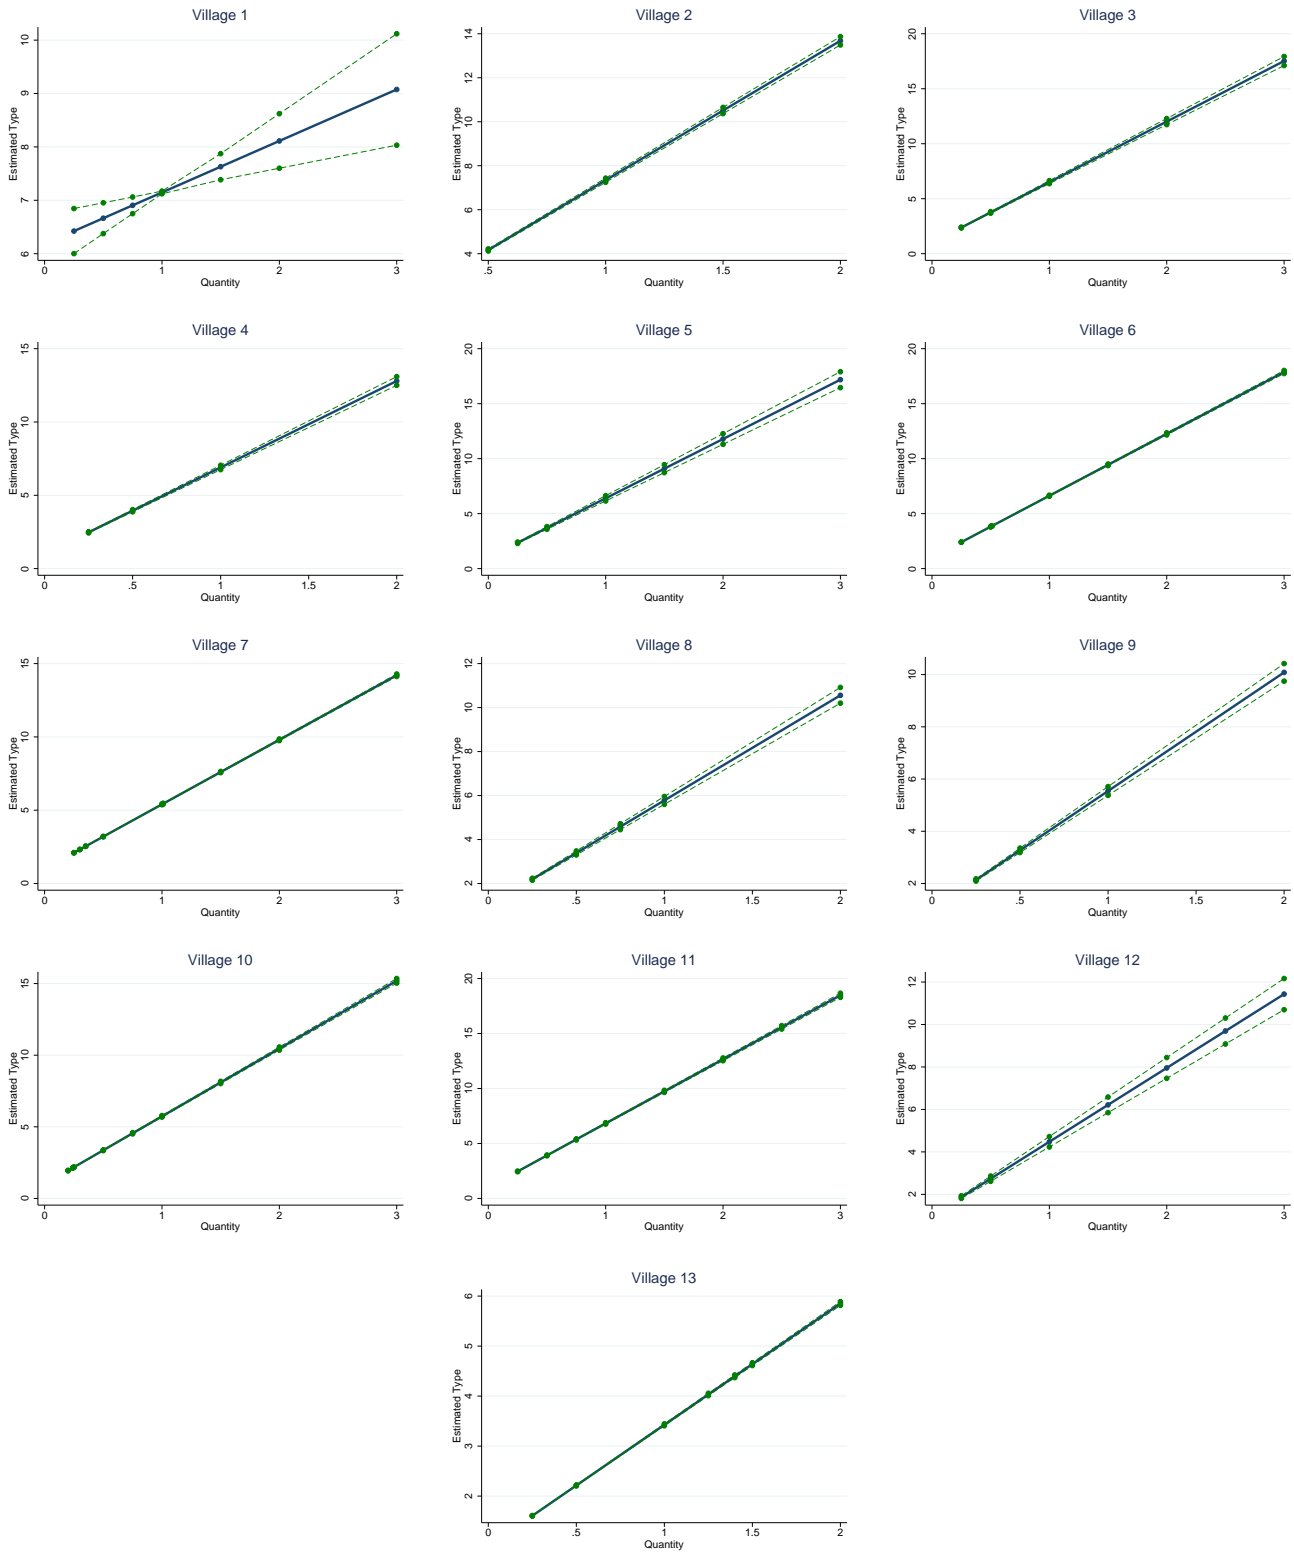 Village 1
Estimated Type
6 7 8 9 10
0 1 2 3
Quantity
Village 2
Estimated Type
4 6 8 10 12 14
.5 1 1.5 2
Quantity
Village 3
Estimated Type
0 5 10 15 20
0 1 2 3
Quantity
Village 4
Estimated Type
0 5 10 15
0 .5 1 1.5 2
Quantity
Village 5
Estimated Type
0 5 10 15 20
0 1 2 3
Quantity
Village 6
Estimated Type
0 5 10 15 20
0 1 2 3
Quantity
Village 7
Estimated Type
0 5 10 15
0 1 2 3
Quantity
Village 8
Estimated Type
2 4 6 8 10 12
0 .5 1 1.5 2
Quantity
Village 9
Estimated Type
2 4 6 8 10
0 .5 1 1.5 2
Quantity
Village 10
Estimated Type
0 5 10 15
0 1 2 3
Quantity
Village 11
Estimated Type
0 5 10 15 20
0 1 2 3
Quantity
Village 12
Estimated Type
2 4 6 8 10 12
0 1 2 3
Quantity
Village 13
Estimated Type
2 3 4 5 6
0 .5 1 1.5 2
Quantity